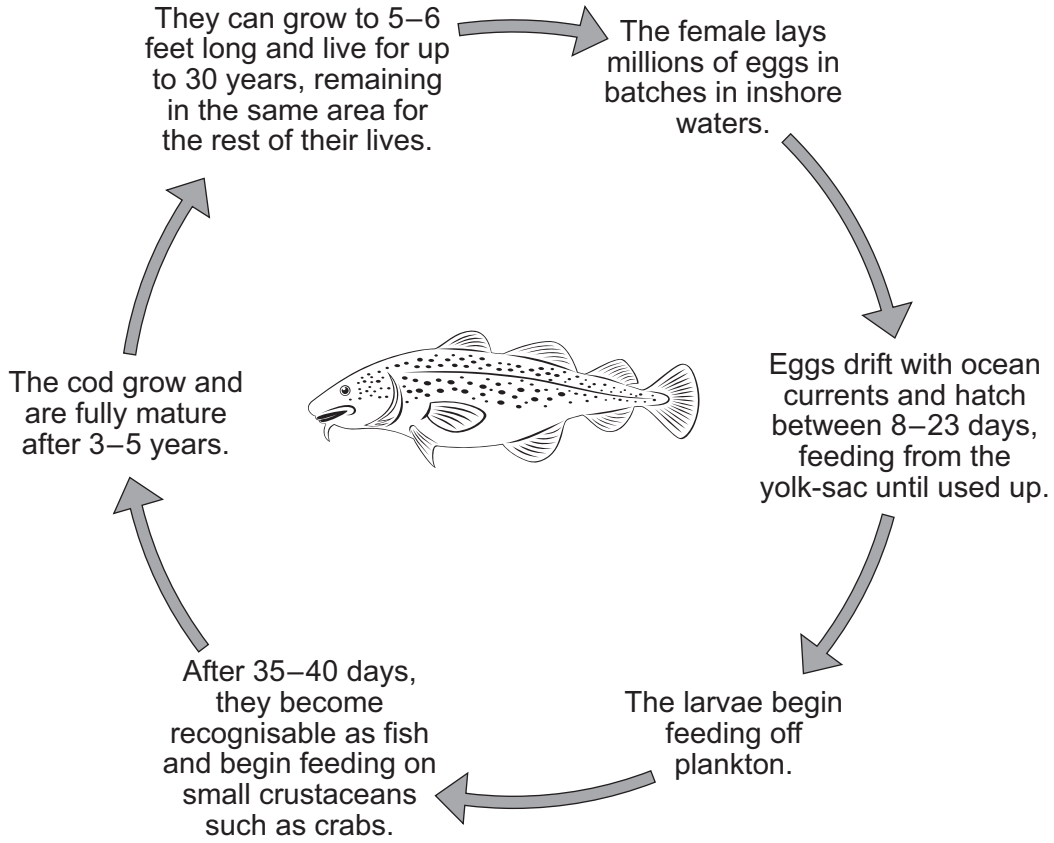 They can grow to 5–6
feet long and live for up
to 30 years, remaining
in the same area for
the rest of their lives.
The female lays
millions of eggs in
batches in inshore
waters.
Eggs drift with ocean
currents and hatch
between 8–23 days,
feeding from the
yolk-sac until used up.
The larvae begin
feeding off
plankton.
After 35–40 days,
they become
recognisable as fish
and begin feeding on
small crustaceans
such as crabs.
The cod grow and
are fully mature
after 3–5 years.